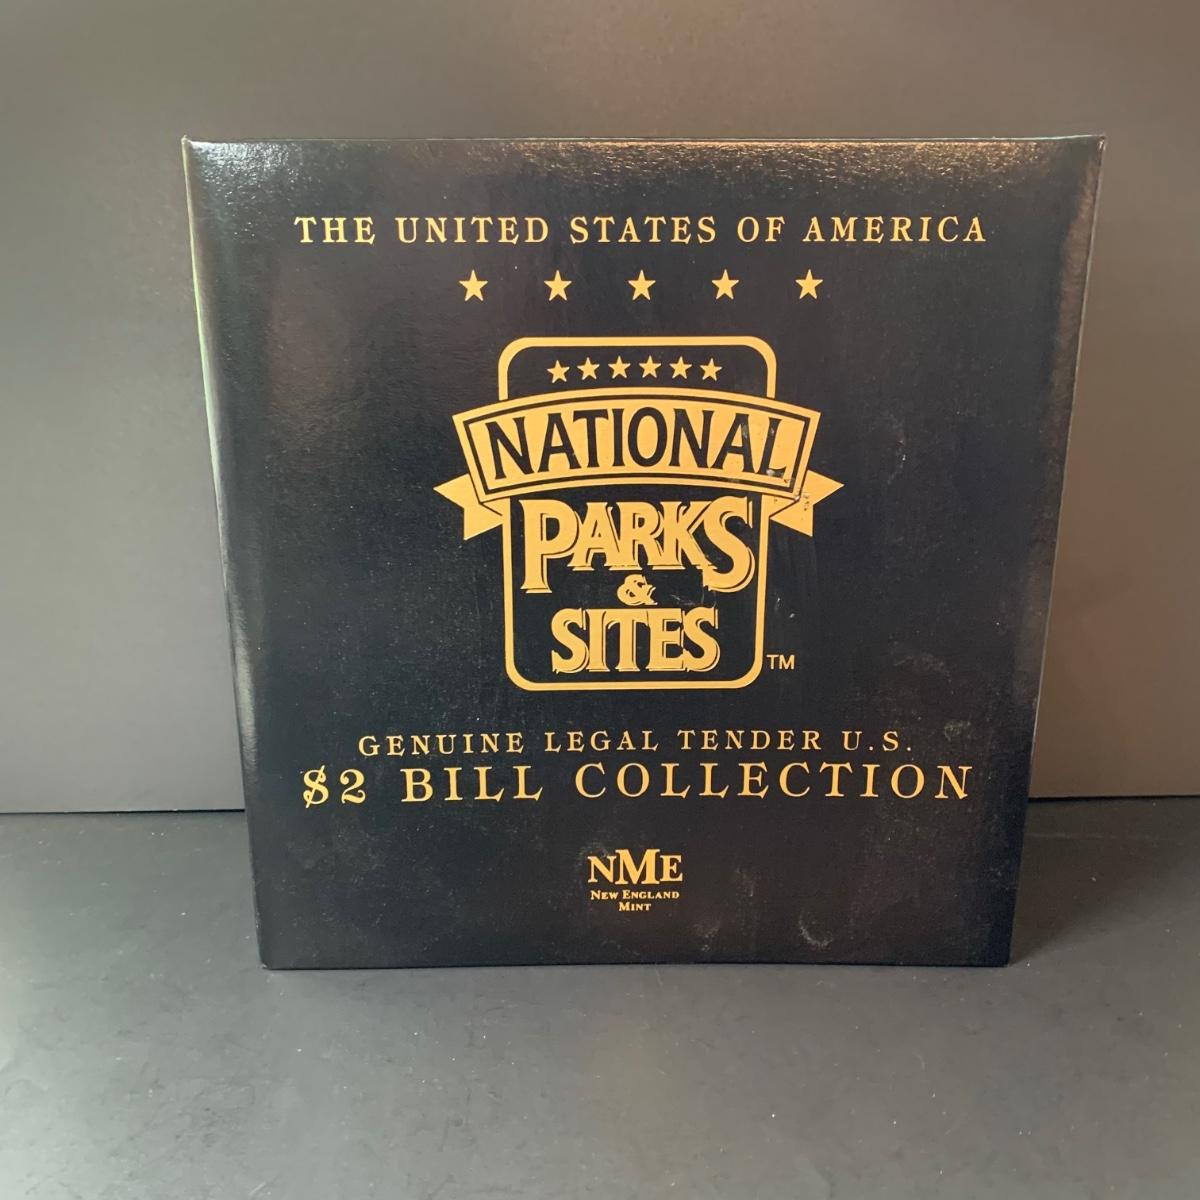 THE UNITED STATES OF AMERICA
NATIONAL
PARKS
&
SITES
TM
GENUINE LEGAL TENDER U.S.
$2 BILL COLLECTION
NME
NEW ENGLAND
MINT